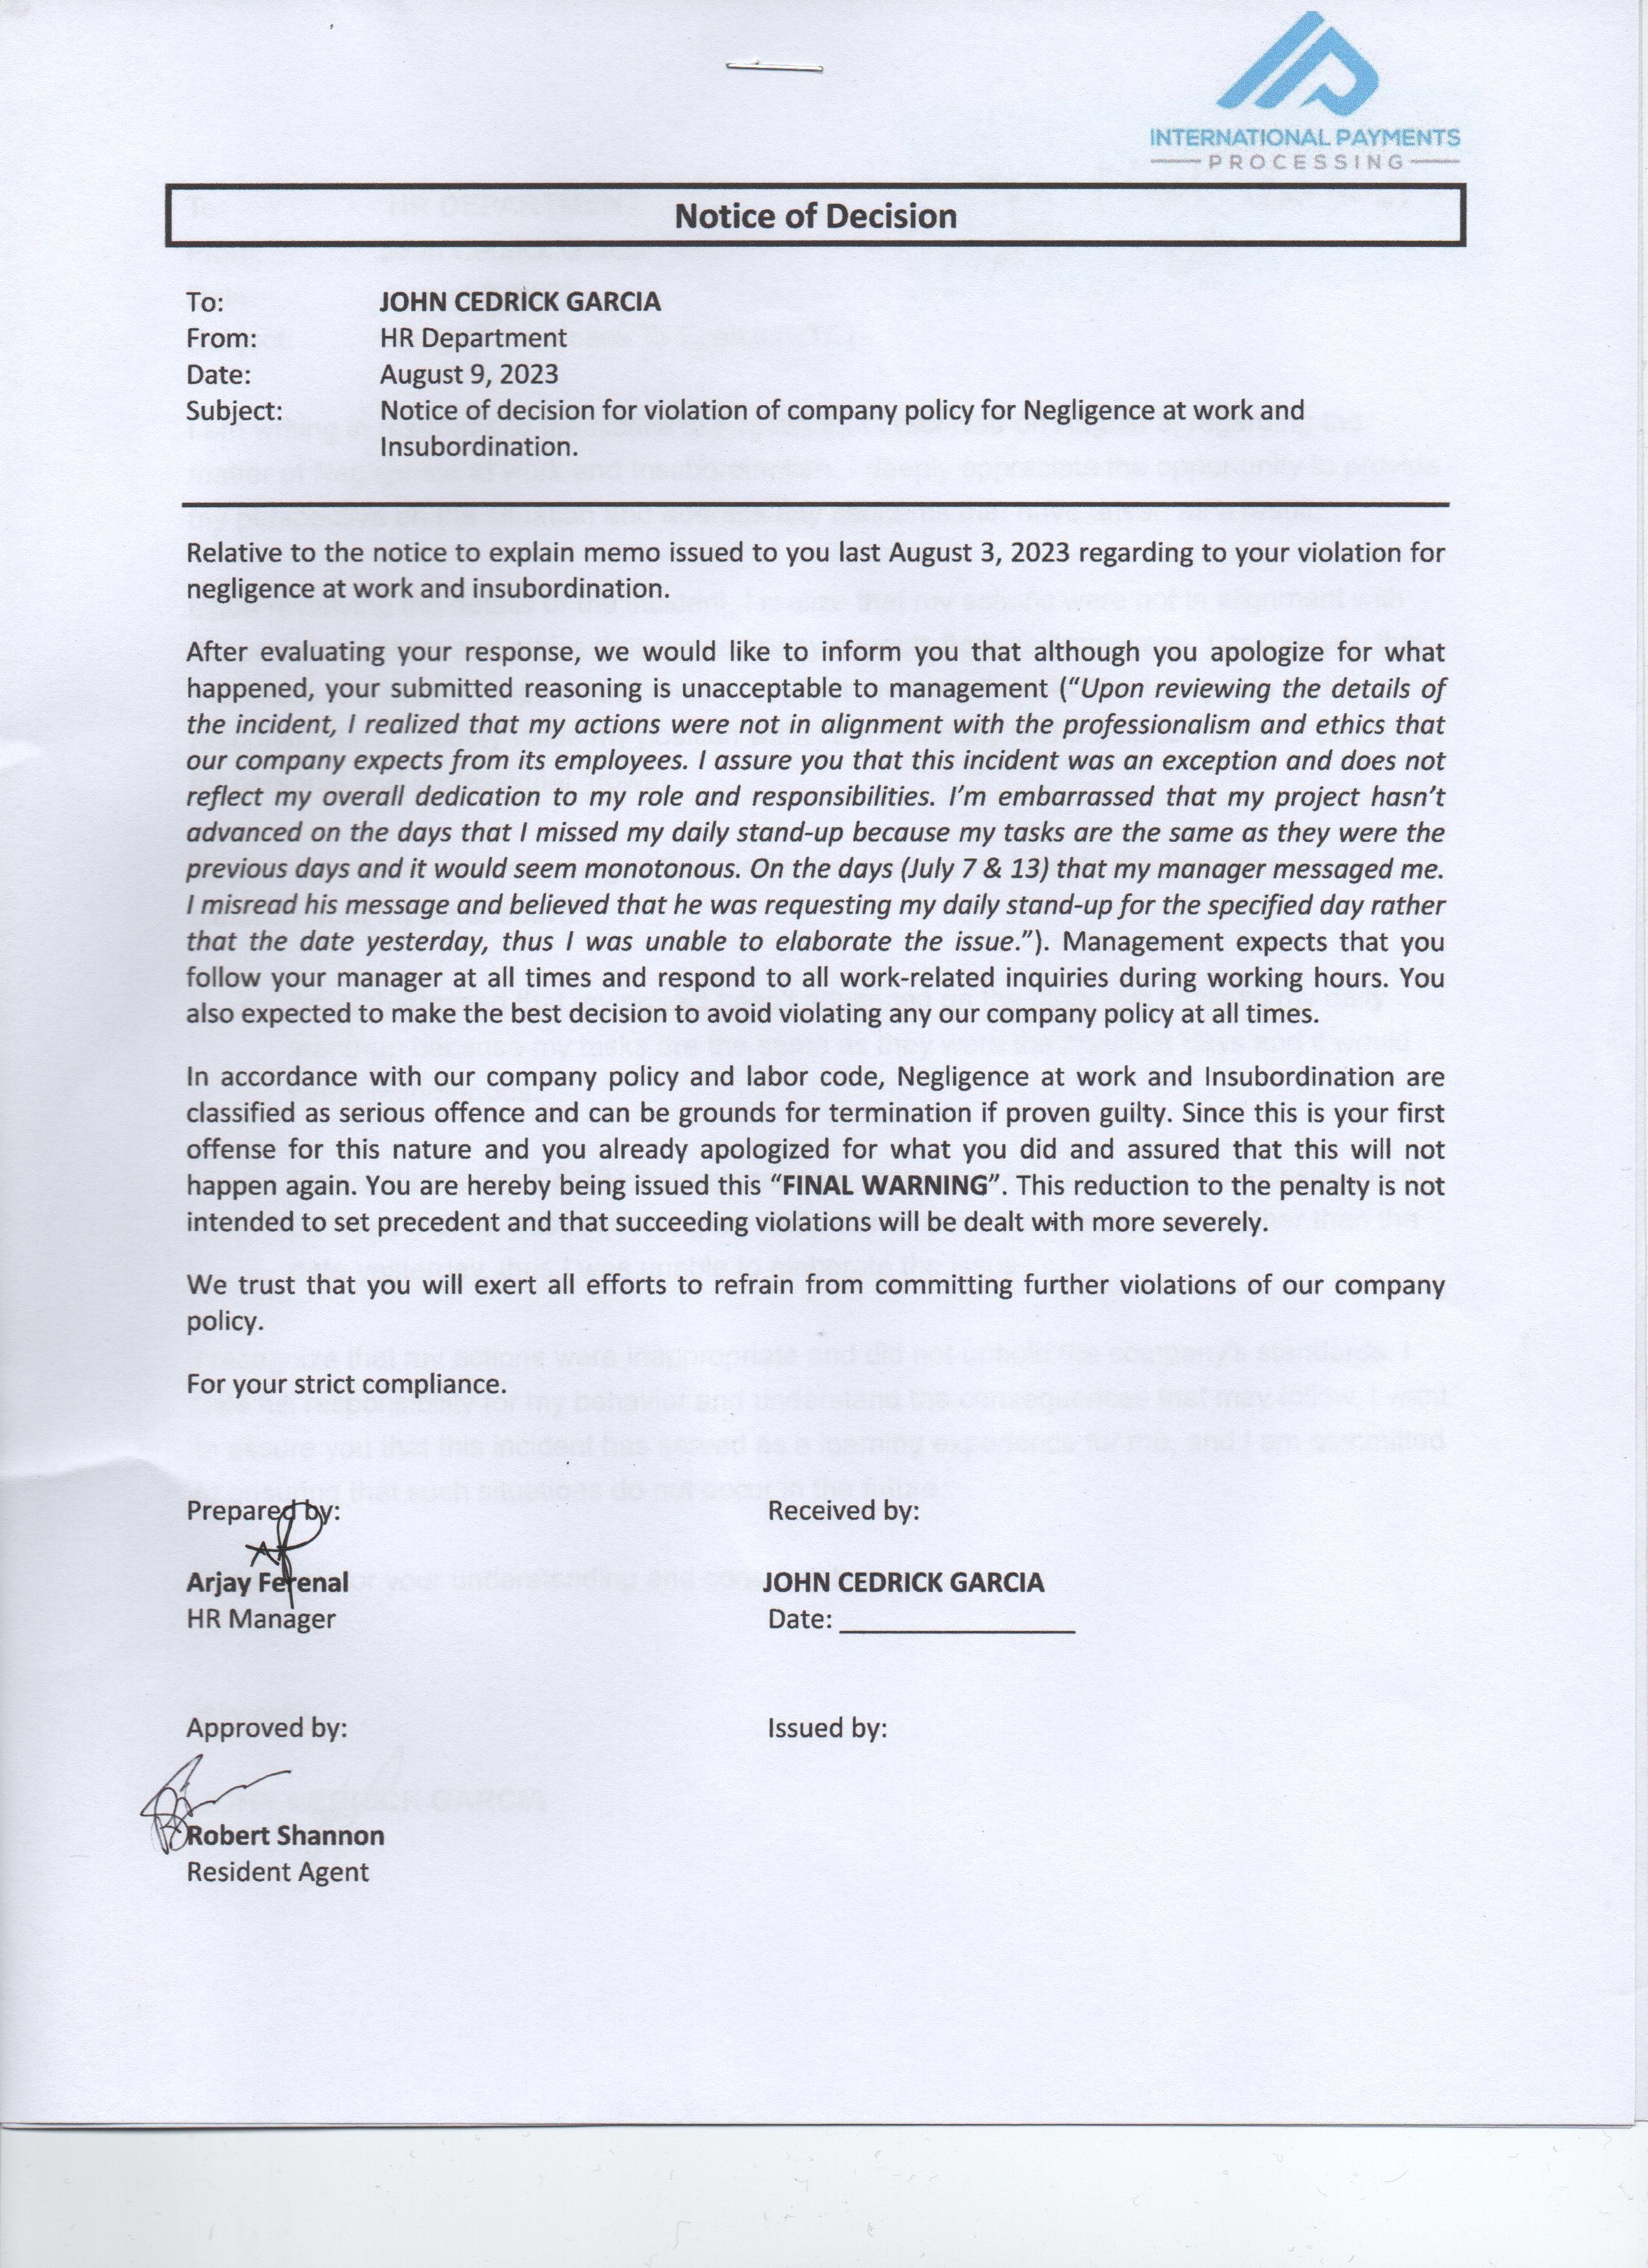 INTERNATIONAL PAYMENTS
PROCESSING
Notice of Decision
To: JOHN CEDRICK GARCIA
From: HR Department
Date: August 9, 2023
Subject: Notice of decision for violation of company policy for Negligence at work and
Insubordination.
Relative to the notice to explain memo issued to you last August 3, 2023 regarding to your violation for
negligence at work and insubordination.
After evaluating your response, we would like to inform you that although you apologize for what
happened, your submitted reasoning is unacceptable to management (“Upon reviewing the details of
the incident, I realized that my actions were not in alignment with the professionalism and ethics that
our company expects from its employees. I assure you that this incident was an exception and does not
reflect my overall dedication to my role and responsibilities. I’m embarrassed that my project hasn’t
advanced on the days that I missed my daily stand-up because my tasks are the same as they were the
previous days and it would seem monotonous. On the days (July 7 & 13) that my manager messaged me.
I misread his message and believed that he was requesting my daily stand-up for the specified day rather
that the date yesterday, thus I was unable to elaborate the issue.”). Management expects that you
follow your manager at all times and respond to all work-related inquiries during working hours. You
also expected to make the best decision to avoid violating any our company policy at all times.
In accordance with our company policy and labor code, Negligence at work and Insubordination are
classified as serious offence and can be grounds for termination if proven guilty. Since this is your first
offense for this nature and you already apologized for what you did and assured that this will not
happen again. You are hereby being issued this “FINAL WARNING”. This reduction to the penalty is not
intended to set precedent and that succeeding violations will be dealt with more severely.
We trust that you will exert all efforts to refrain from committing further violations of our company
policy.
For your strict compliance.
Prepared by: Received by:
Arjay Ferenal JOHN CEDRICK GARCIA
HR Manager Date:
Approved by: Issued by:
Robert Shannon
Resident Agent